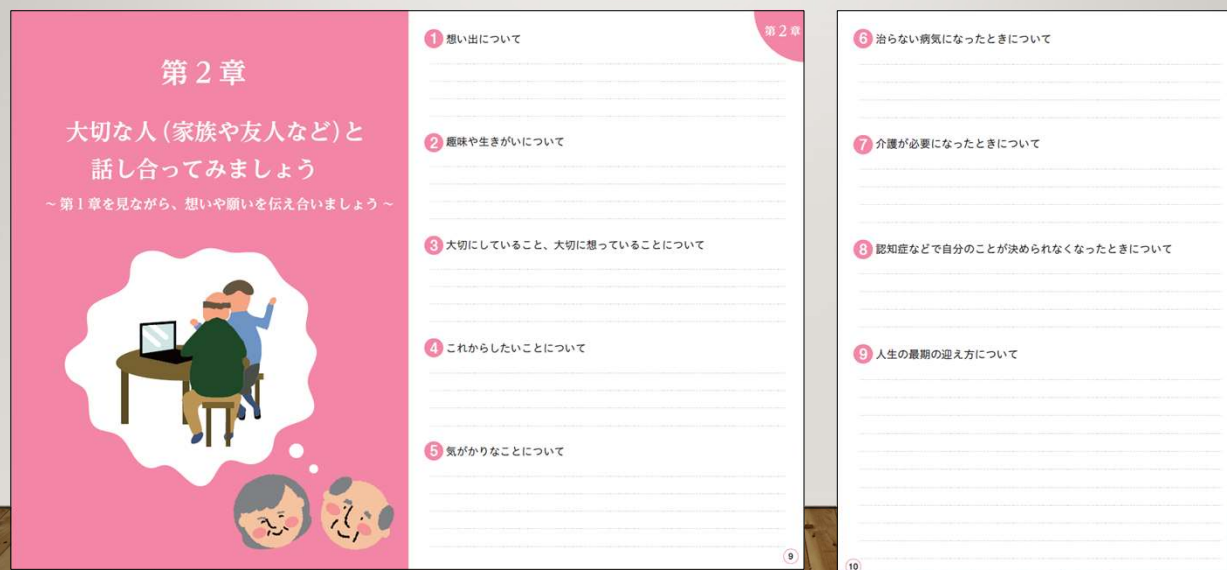 第2章
大切な人(家族や友人など)と
話し合ってみましょう
~第1章を見ながら、想いや願いを伝え合いましょう~
第2章
1 想い出について
2 趣味や生きがいについて
3 大切にしていること、大切に想っていることについて
4 これからしたいことについて
5 気がかりなことについて
9
6 治らない病気になったときについて
7 介護が必要になったときについて
8 認知症などで自分のことが決められなくなったときについて
9 人生の最期の迎え方について
10